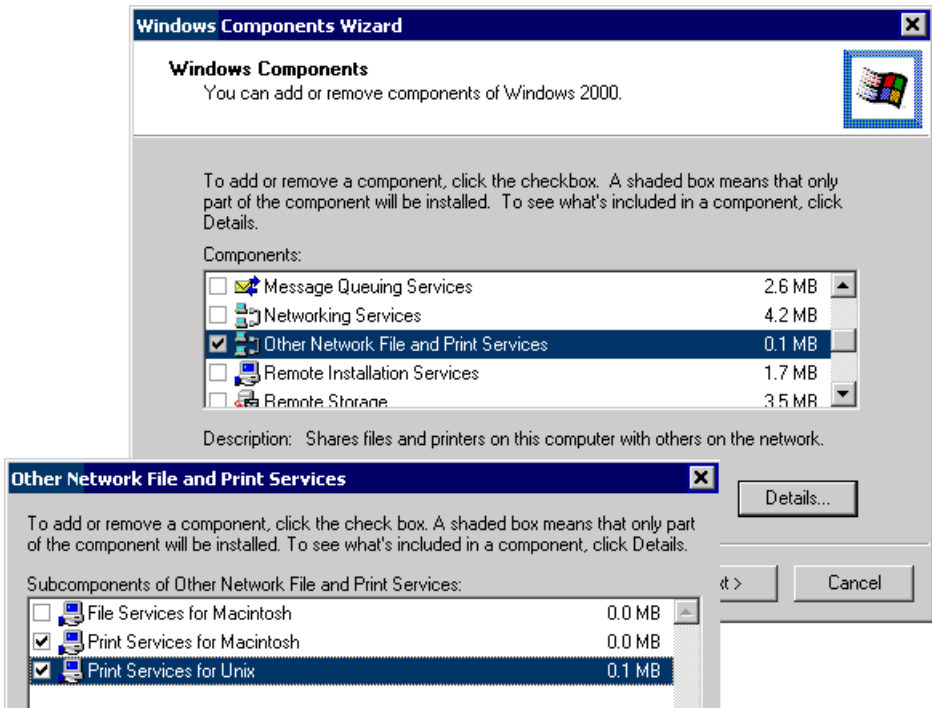 Windows Components Wizard
Windows Components
You can add or remove components of Windows 2000.
To add or remove a component, click the checkbox. A shaded box means that only
part of the component will be installed. To see what's included in a component, click
Details.
Components:
Message Queuing Services 2.6 MB
Networking Services 4.2 MB
Other Network File and Print Services 0.1 MB
Remote Installation Services 1.7 MB
Remote Storage 3.5 MB
Description: Shares files and printers on this computer with others on the network.
Details...
Cancel
Other Network File and Print Services
To add or remove a component, click the check box. A shaded box means that only part
of the component will be installed. To see what's included in a component, click Details.
Subcomponents of Other Network File and Print Services:
File Services for Macintosh 0.0 MB
Print Services for Macintosh 0.0 MB
Print Services for Unix 0.1 MB